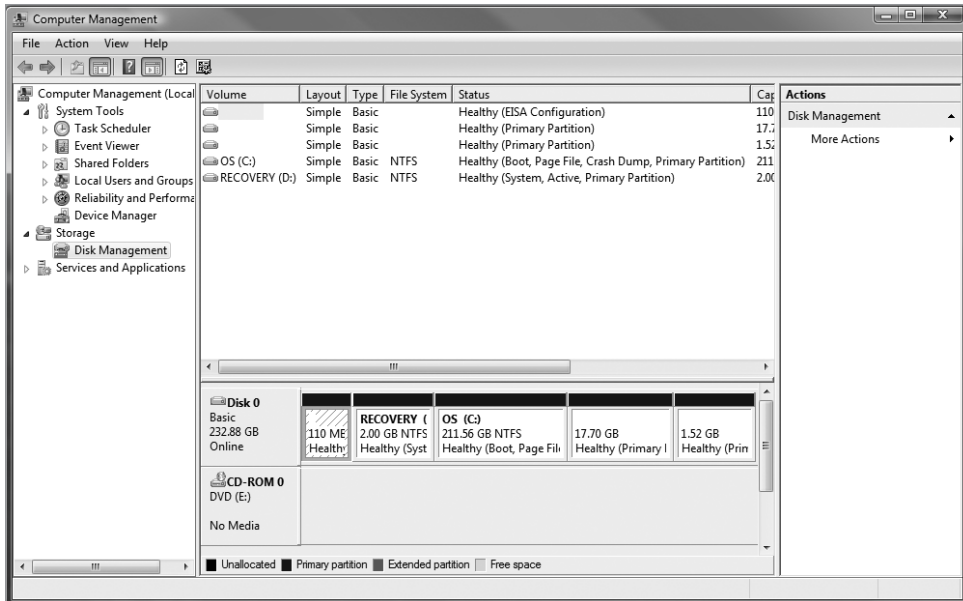 Computer Management
File Action View Help
Computer Management (Local
System Tools
Task Scheduler
Event Viewer
Shared Folders
Local Users and Groups
Reliability and Performa
Device Manager
Storage
Disk Management
Services and Applications
Volume Layout Type File System Status Cap
Simple Basic Healthy (EISA Configuration) 110
Simple Basic Healthy (Primary Partition) 17.7
Simple Basic Healthy (Primary Partition) 1.52
OS (C:) Simple Basic NTFS Healthy (Boot, Page File, Crash Dump, Primary Partition) 211
RECOVERY (D:) Simple Basic NTFS Healthy (System, Active, Primary Partition) 2.00
Actions
Disk Management
More Actions
Disk 0
Basic
232.88 GB
Online
110 MB
Healthy
RECOVERY (
2.00 GB NTFS
Healthy (Syst
OS (C:)
211.56 GB NTFS
Healthy (Boot, Page File
17.70 GB
Healthy (Primary
1.52 GB
Healthy (Prin
CD-ROM 0
DVD (E:)
No Media
Unallocated Primary partition Extended partition Free space